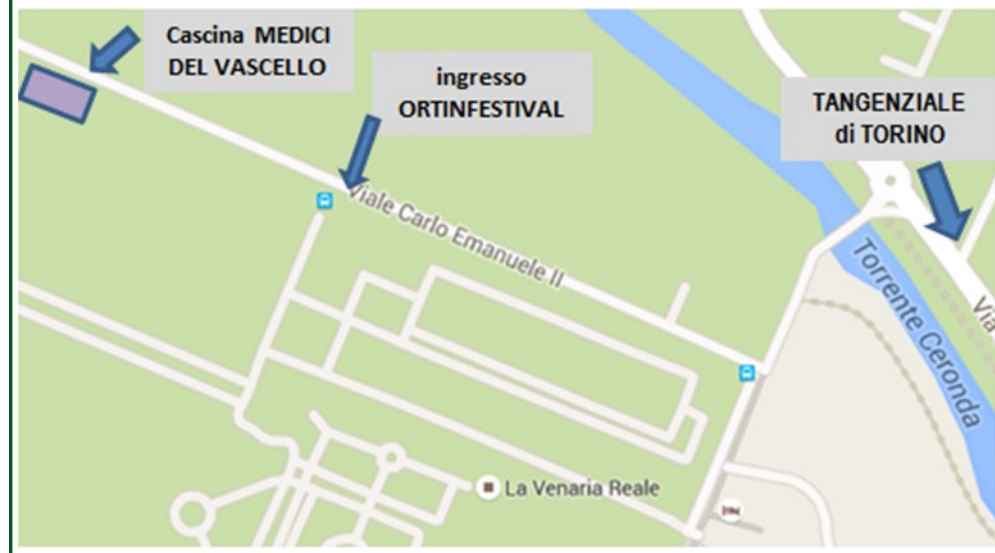 Cascina MEDICI
DEL VASCELLO
ingresso
ORTINFESTIVAL
TANGENZIALE
di TORINO
Viale Carlo Emanuele II
Torrente Ceronda
Via
La Venaria Reale